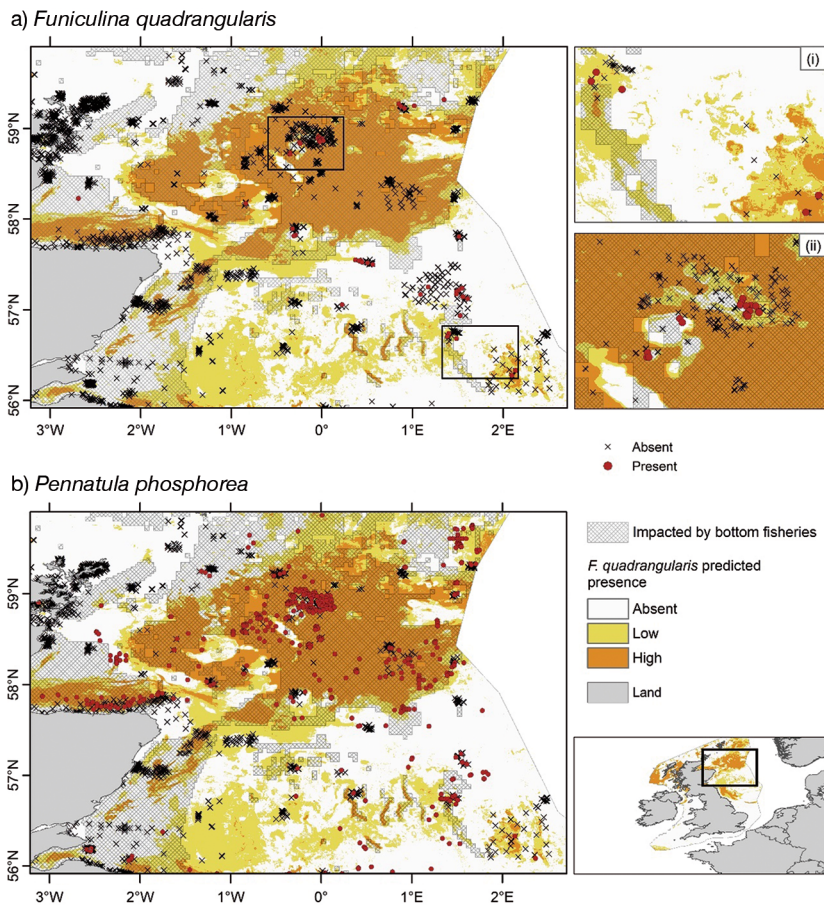 a) Funiculina quadrangularis
59°N
58°N
57°N
56°N
3°W
2°W
1°W
0°
1°E
2°E
(i)
(ii)
Absent
Present
b) Pennatula phosphorea
59°N
58°N
57°N
56°N
3°W
2°W
1°W
0°
1°E
2°E
Impacted by bottom fisheries
F. quadrangularis predicted
presence
Absent
Low
High
Land